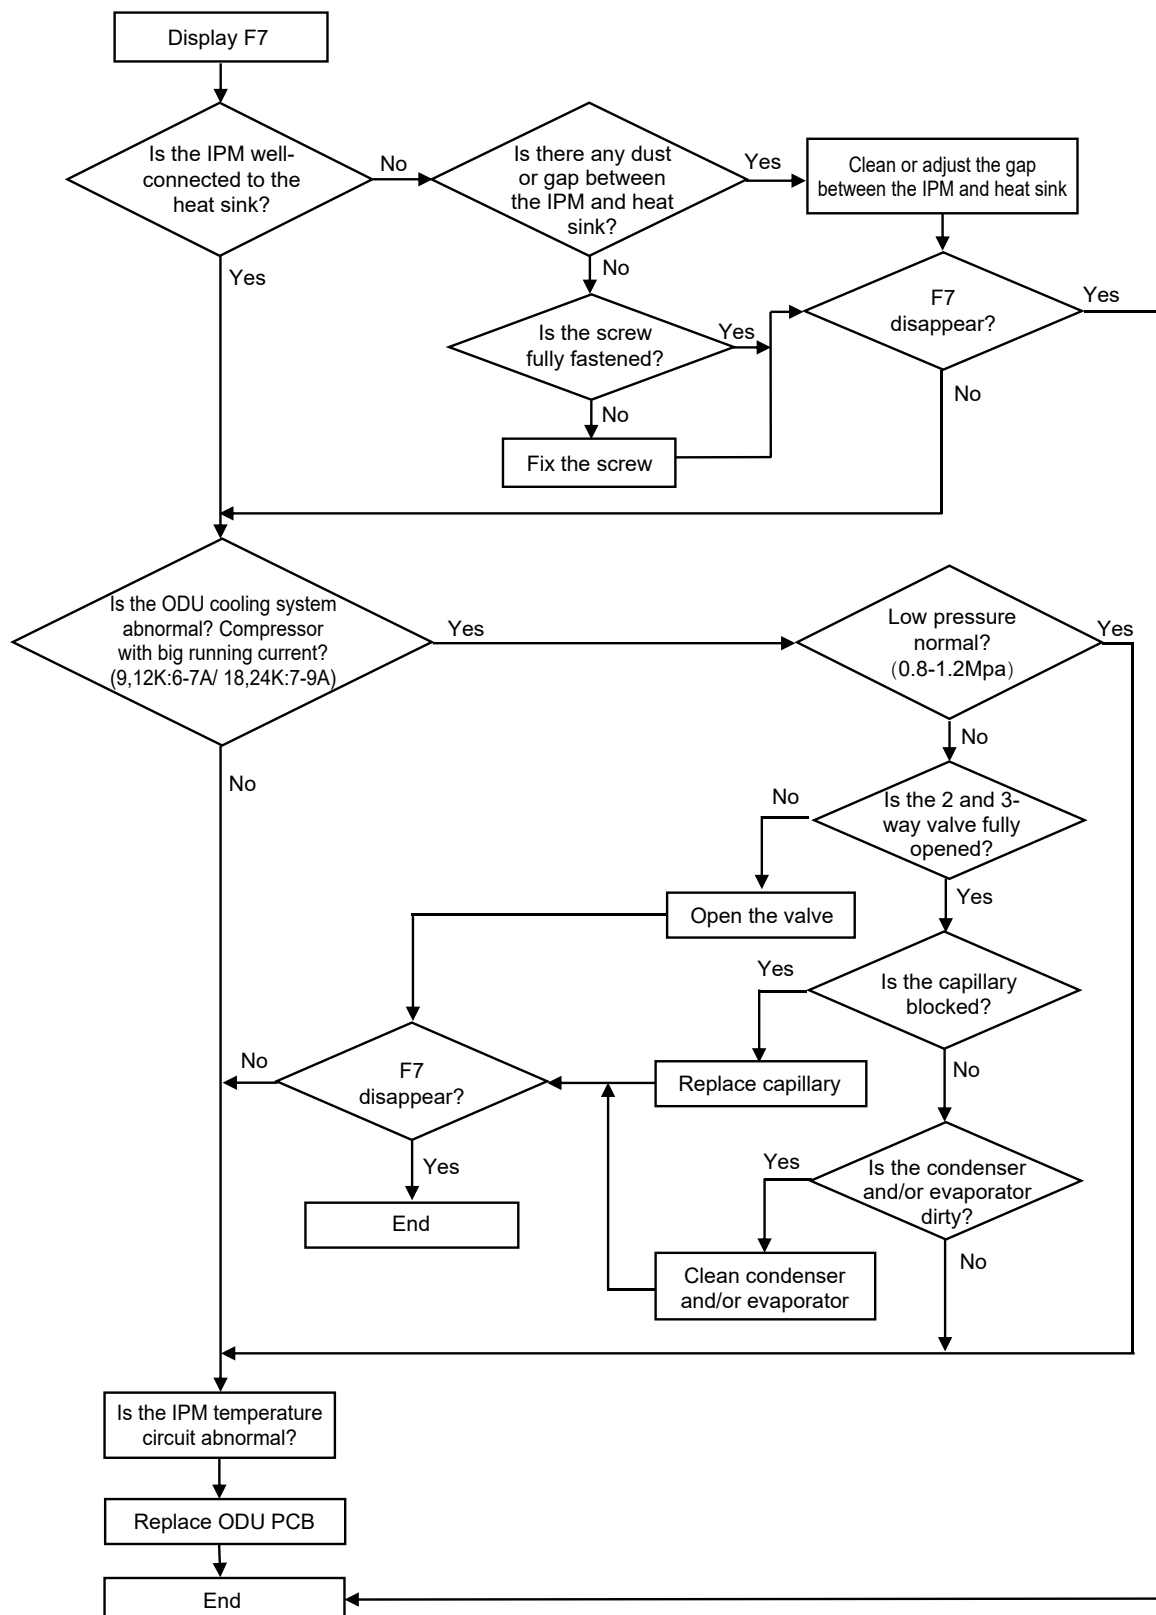 Display F7
Is the IPM well-
connected to the
heat sink?
No
Is there any dust
or gap between
the IPM and heat
sink?
Yes
Clean or adjust the gap
between the IPM and heat sink
Yes
No
F7
disappear?
Yes
Is the screw
fully fastened?
Yes
No
No
Fix the screw
Is the ODU cooling system
abnormal? Compressor
with big running current?
(9,12K:6-7A/ 18,24K:7-9A)
Yes
Low pressure
normal?
（0.8-1.2Mpa）
Yes
No
No
Is the 2 and 3-
way valve fully
opened?
No
Yes
Open the valve
Is the capillary
blocked?
Yes
No
Replace capillary
F7
disappear?
No
Yes
End
Is the condenser
and/or evaporator
dirty?
Yes
No
Clean condenser
and/or evaporator
Is the IPM temperature
circuit abnormal?
Replace ODU PCB
End